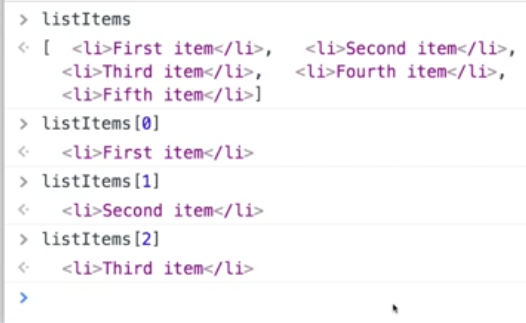 > listItems
[ <li>First item</li>, <li>Second item</li>,
<li>Third item</li>, <li>Fourth item</li>,
<li>Fifth item</li>]
> listItems[0]
<li>First item</li>
> listItems[1]
<li>Second item</li>
> listItems[2]
<li>Third item</li>
>